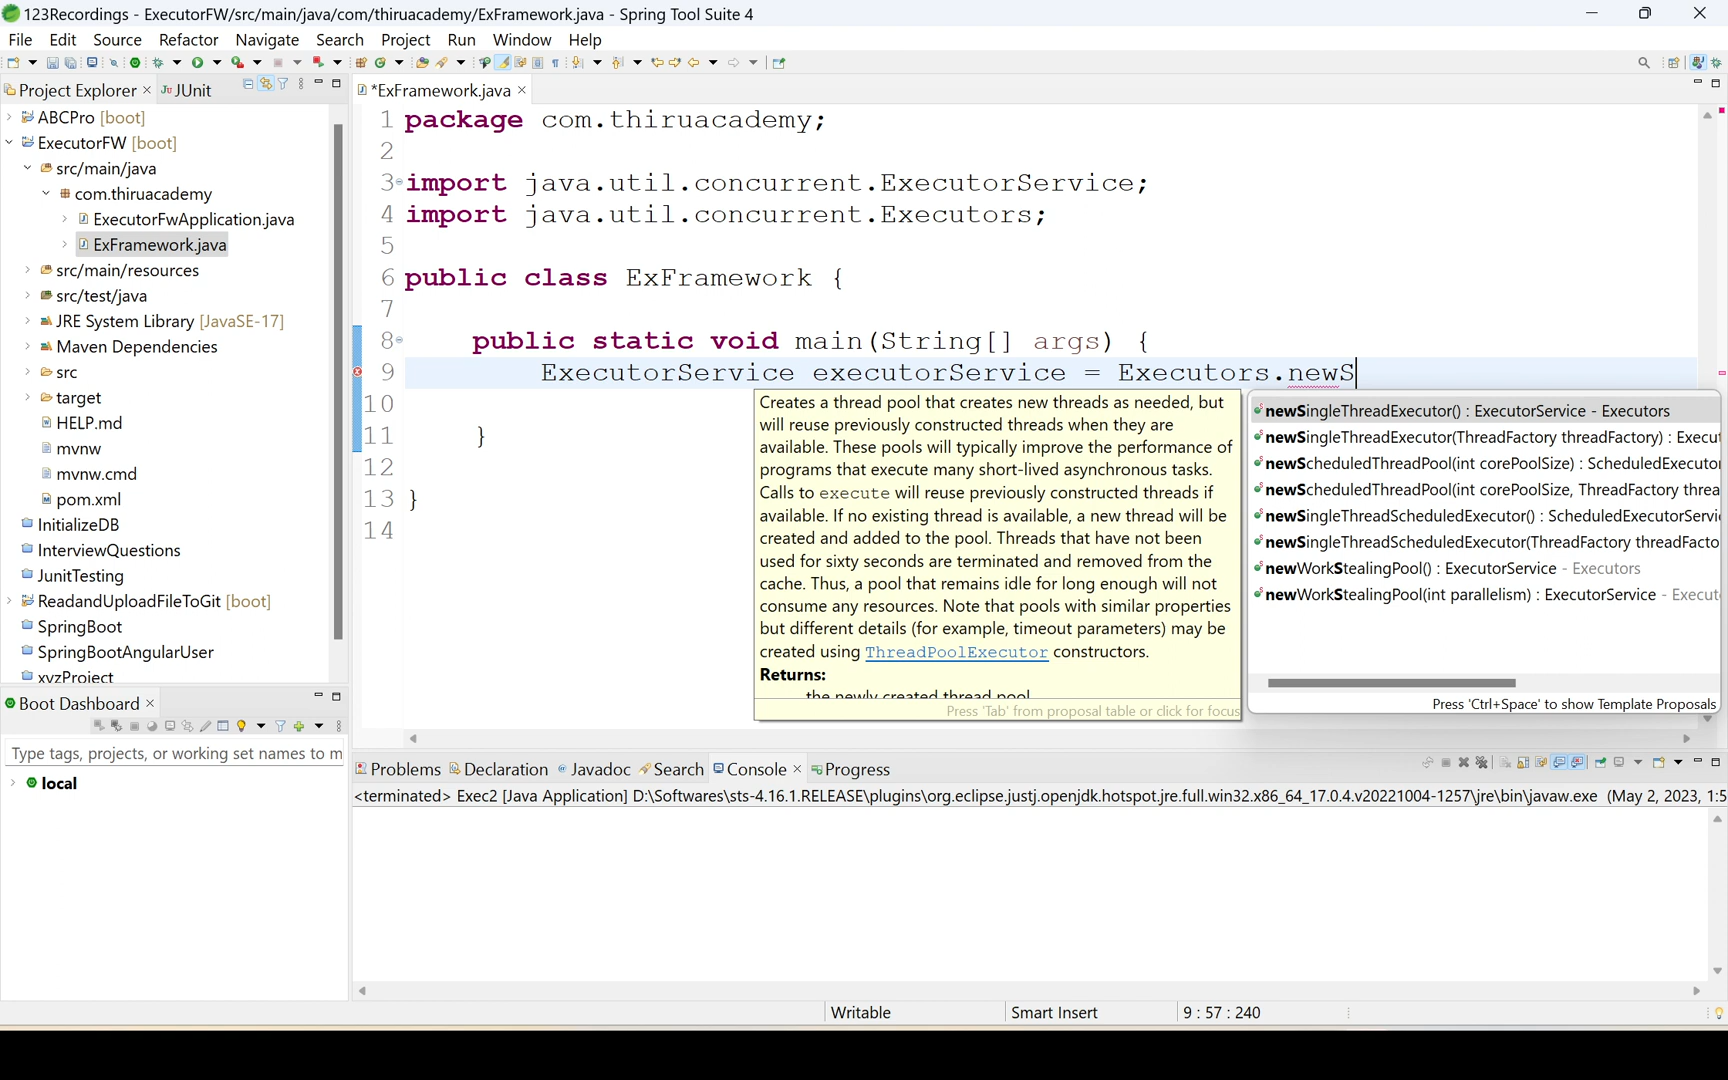 123Recordings - ExecutorFW/src/main/java/com/thiruacademy/ExFramework.java - Spring Tool Suite 4
File Edit Source Refactor Navigate Search Project Run Window Help
Project Explorer × JUnit
ABCPro [boot]
ExecutorFW [boot]
src/main/java
com.thiruacademy
ExecutorFwApplication.java
ExFramework.java
src/main/resources
src/test/java
JRE System Library [JavaSE-17]
Maven Dependencies
src
target
HELP.md
mvnw
mvnw.cmd
pom.xml
InitializeDB
InterviewQuestions
JunitTesting
ReadandUploadFileToGit [boot]
SpringBoot
SpringBootAngularUser
xyzProject
Boot Dashboard ×
Type tags, projects, or working set names to m
local
*ExFramework.java ×
1 package com.thiruacademy;
2
3 import java.util.concurrent.ExecutorService;
4 import java.util.concurrent.Executors;
5
6 public class ExFramework {
7
8 public static void main(String[] args) {
9 ExecutorService executorService = Executors.newS
10
11 }
12
13 }
14
Creates a thread pool that creates new threads as needed, but
will reuse previously constructed threads when they are
available. These pools will typically improve the performance of
programs that execute many short-lived asynchronous tasks.
Calls to execute will reuse previously constructed threads if
available. If no existing thread is available, a new thread will be
created and added to the pool. Threads that have not been
used for sixty seconds are terminated and removed from the
cache. Thus, a pool that remains idle for long enough will not
consume any resources. Note that pools with similar properties
but different details (for example, timeout parameters) may be
created using ThreadPoolExecutor constructors.
Returns:
the newly created thread pool
Press 'Tab' from proposal table or click for focus
newSingleThreadExecutor() : ExecutorService - Executors
newSingleThreadExecutor(ThreadFactory threadFactory) : Execu
newScheduledThreadPool(int corePoolSize) : ScheduledExecutor
newScheduledThreadPool(int corePoolSize, ThreadFactory threa
newSingleThreadScheduledExecutor() : ScheduledExecutorServi
newSingleThreadScheduledExecutor(ThreadFactory threadFacto
newWorkStealingPool() : ExecutorService - Executors
newWorkStealingPool(int parallelism) : ExecutorService - Execut
Press 'Ctrl+Space' to show Template Proposals
Problems Declaration Javadoc Search Console × Progress
<terminated> Exec2 [Java Application] D:\Softwares\sts-4.16.1.RELEASE\plugins\org.eclipse.justj.openjdk.hotspot.jre.full.win32.x86_64_17.0.4.v20221004-1257\jre\bin\javaw.exe (May 2, 2023, 1:5
Writable Smart Insert 9 : 57 : 240